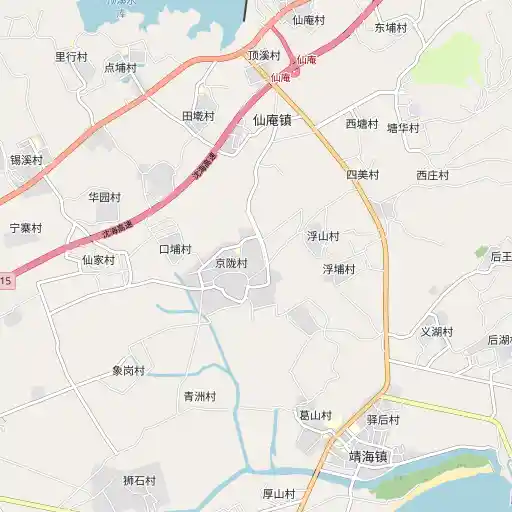 仙庵村
东埔村
里行村
顶溪村
仙庵
点埔村
仙庵
田墘村
仙庵镇
西塘村
塘华村
锡溪村
沈海高速
四美村
西庄村
华园村
宁寨村
沈海高速
浮山村
口埔村
仙家村
京陇村
后王
浮埔村
15
义湖村
后湖村
象岗村
青洲村
葛山村
驿后村
靖海镇
狮石村
厚山村